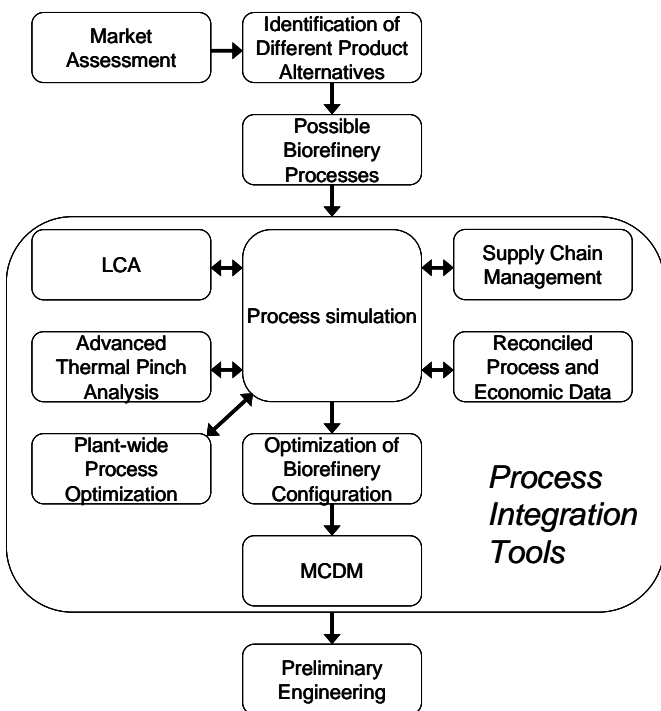 Market
Assessment
Identification of
Different Product
Alternatives
Possible
Biorefinery
Processes
LCA
Process simulation
Supply Chain
Management
Advanced
Thermal Pinch
Analysis
Reconciled
Process and
Economic Data
Plant-wide
Process
Optimization
Optimization of
Biorefinery
Configuration
Process
Integration
Tools
MCDM
Preliminary
Engineering